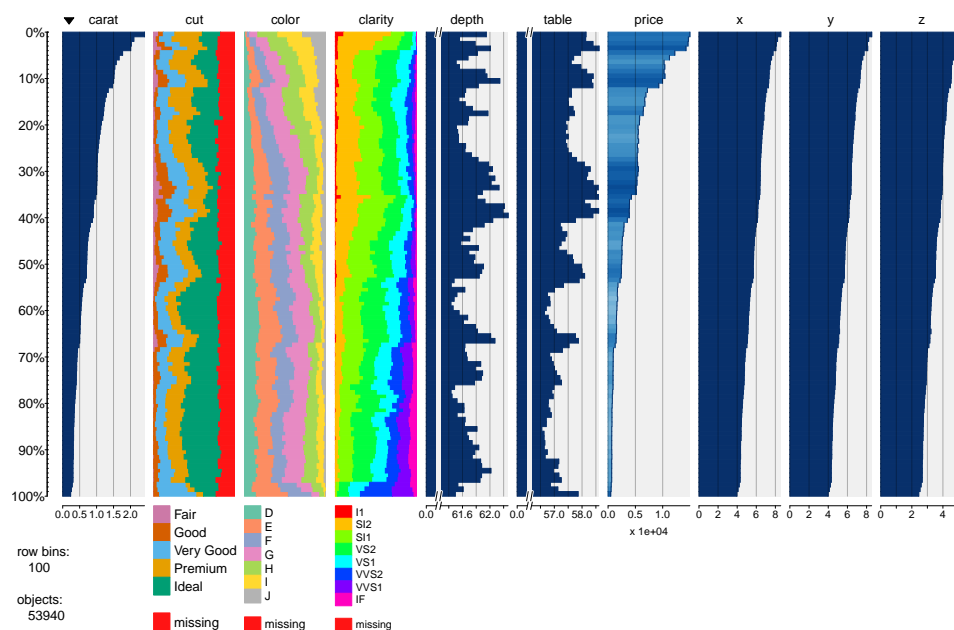 carat cut color clarity depth table price x y z
0%
10%
20%
30%
40%
50%
60%
70%
80%
90%
100%
0.0 0.5 1.0 1.5 2.0
0.0 61.6 62.0
0.0 57.0 58.0
0.0 0.5 1.0
0 2 4 6 8
0 2 4 6 8
0 2 4
x 1e+04
Fair
Good
Very Good
Premium
Ideal
missing
D
E
F
G
H
I
J
missing
I1
SI2
SI1
VS2
VS1
VVS2
VVS1
IF
missing
row bins:
100
objects:
53940